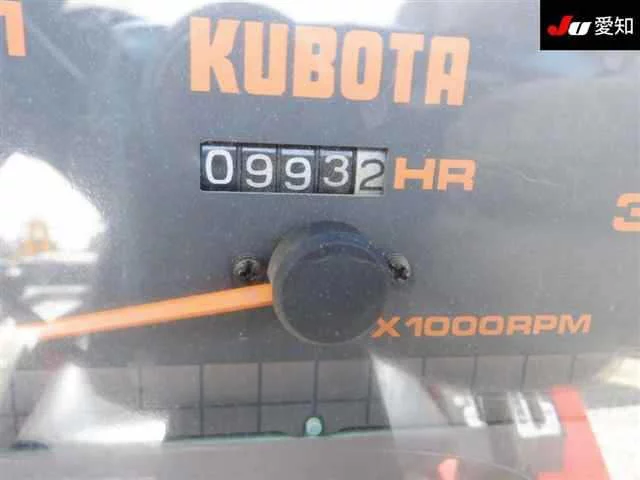 JU 愛知
KUBOTA
09932 HR
X1000RPM